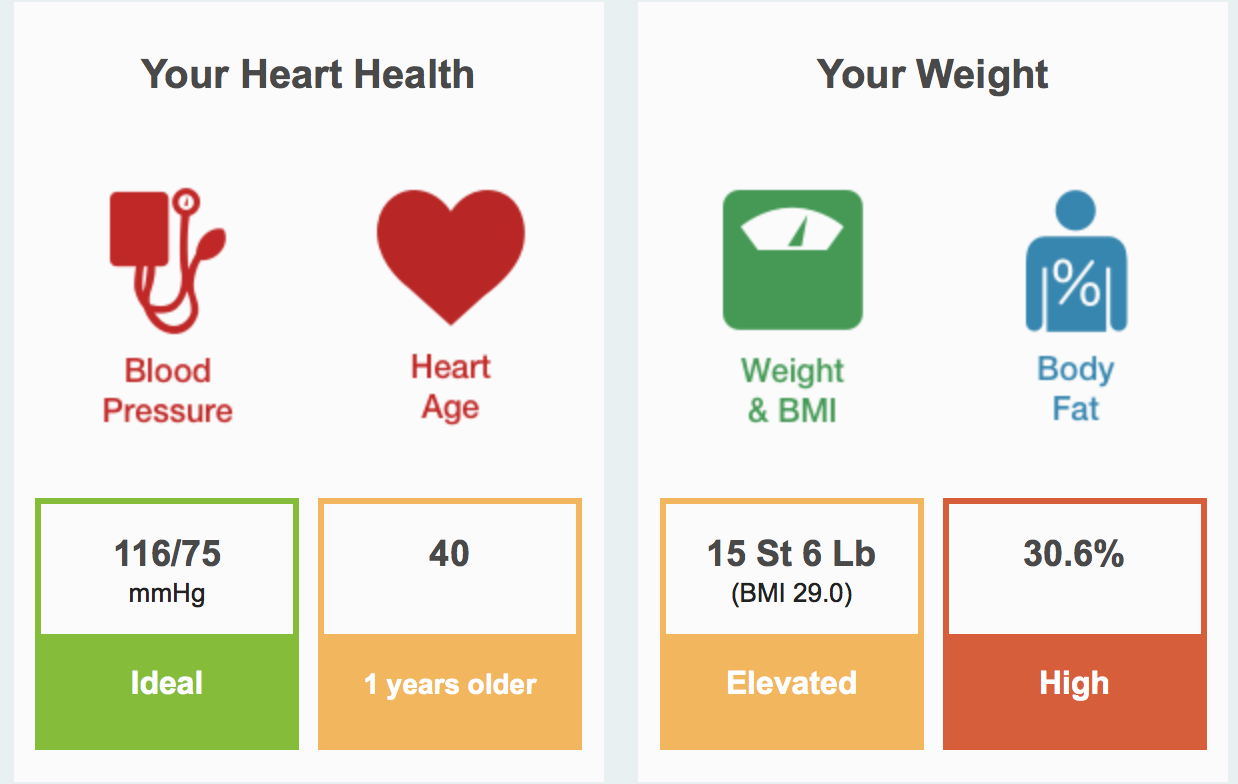 Your Heart Health
Blood
Pressure
Heart
Age
116/75
mmHg
Ideal
40
1 years older
Your Weight
Weight
& BMI
%
Body
Fat
15 St 6 Lb
(BMI 29.0)
Elevated
30.6%
High